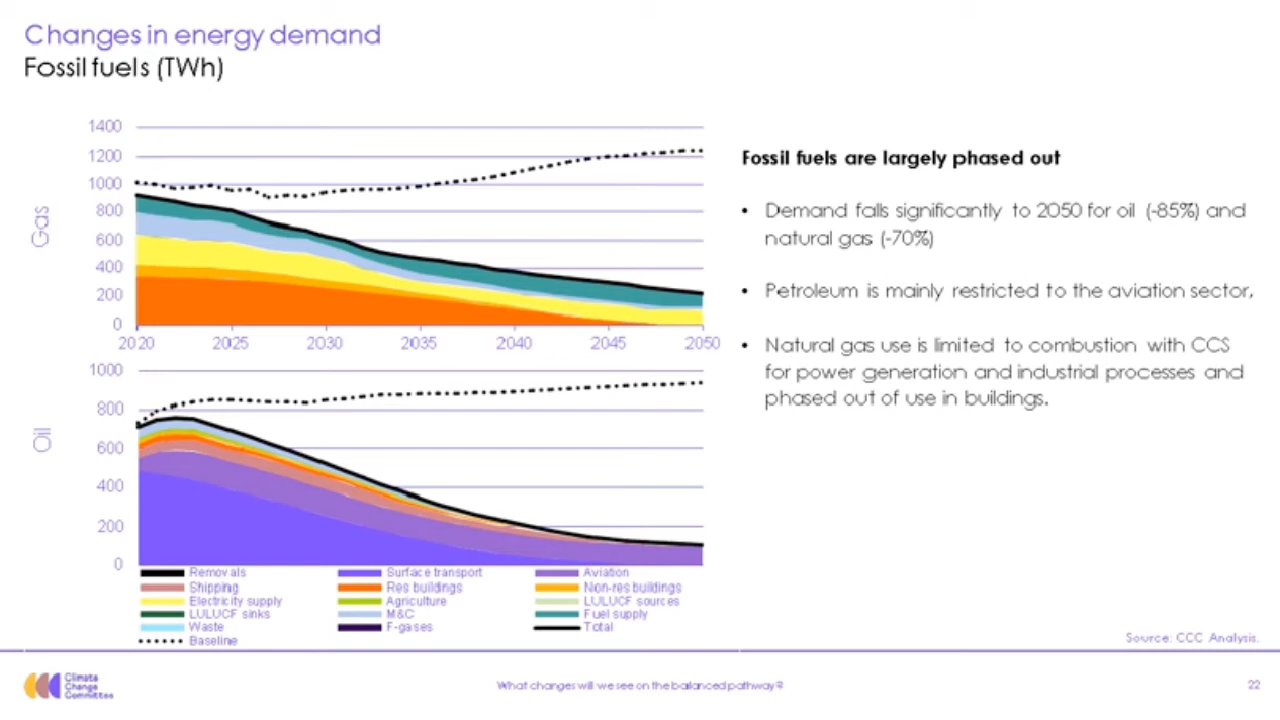 Changes in energy demand
Fossil fuels (TWh)
Gas
1400
1200
1000
800
600
400
200
0
2020 2025 2030 2035 2040 2045 2050
Oil
1000
800
600
400
200
0
Removals Surface transport Aviation
Shipping Res buildings Non-res buildings
Electricity supply Agriculture LULUCF sources
LULUCF sinks M&C Fuel supply
Waste F-gases Total
Baseline
Fossil fuels are largely phased out
• Demand falls significantly to 2050 for oil (-85%) and
natural gas (-70%)
• Petroleum is mainly restricted to the aviation sector.
• Natural gas use is limited to combustion with CCS
for power generation and industrial processes and
phased out of use in buildings.
Source: CCC Analysis.
Climate
Change
Committee
What changes will we see on the balanced pathway?
22